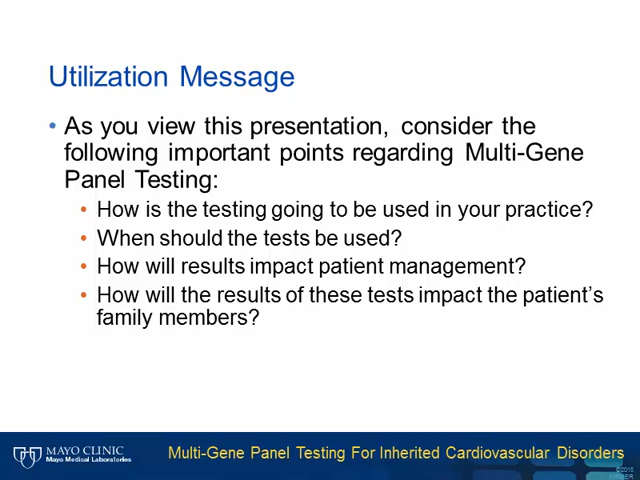 Utilization Message
• As you view this presentation, consider the
following important points regarding Multi-Gene
Panel Testing:
• How is the testing going to be used in your practice?
• When should the tests be used?
• How will results impact patient management?
• How will the results of these tests impact the patient's
family members?
MAYO CLINIC
Mayo Medical Laboratories
Multi-Gene Panel Testing For Inherited Cardiovascular Disorders